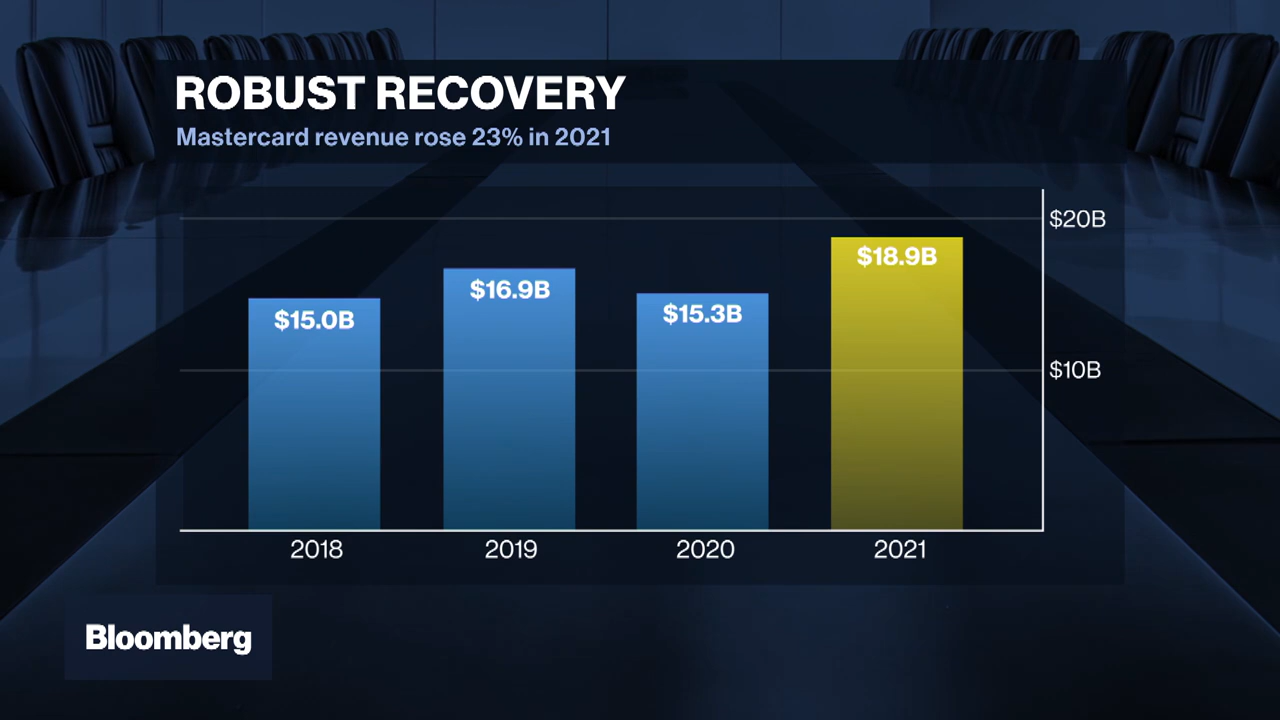 ROBUST RECOVERY
Mastercard revenue rose 23% in 2021
$20B
$18.9B
$16.9B
$15.3B
$15.0B
$10B
2018 2019 2020 2021
Bloomberg